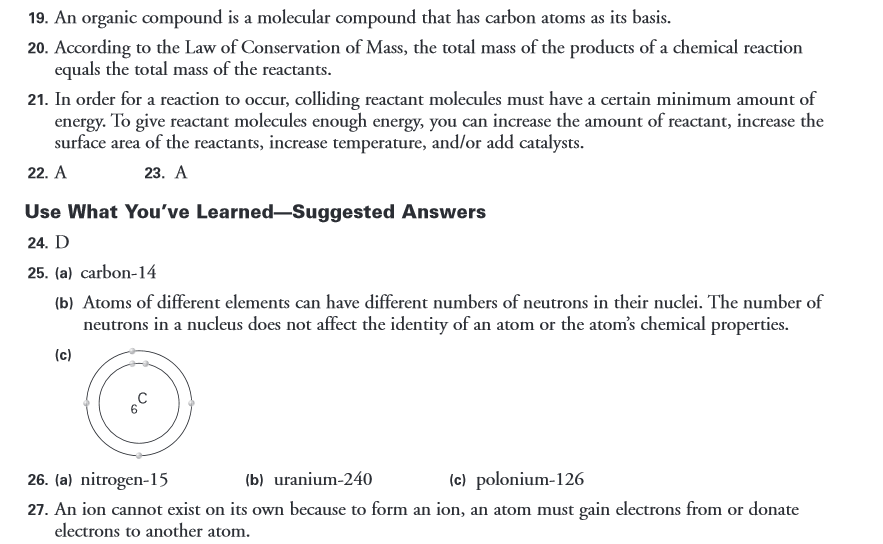 19. An organic compound is a molecular compound that has carbon atoms as its basis.
20. According to the Law of Conservation of Mass, the total mass of the products of a chemical reaction
equals the total mass of the reactants.
21. In order for a reaction to occur, colliding reactant molecules must have a certain minimum amount of
energy. To give reactant molecules enough energy, you can increase the amount of reactant, increase the
surface area of the reactants, increase temperature, and/or add catalysts.
22. A 23. A
Use What You've Learned—Suggested Answers
24. D
25. (a) carbon-14
(b) Atoms of different elements can have different numbers of neutrons in their nuclei. The number of
neutrons in a nucleus does not affect the identity of an atom or the atom's chemical properties.
(c)
6C
26. (a) nitrogen-15 (b) uranium-240 (c) polonium-126
27. An ion cannot exist on its own because to form an ion, an atom must gain electrons from or donate
electrons to another atom.